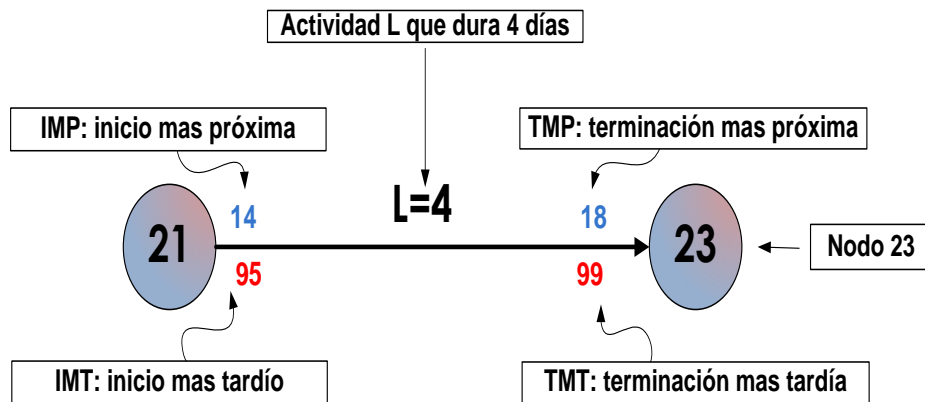 Actividad L que dura 4 días
IMP: inicio mas próxima
TMP: terminación mas próxima
L=4
14
18
21
23
Nodo 23
95
99
IMT: inicio mas tardío
TMT: terminación mas tardía